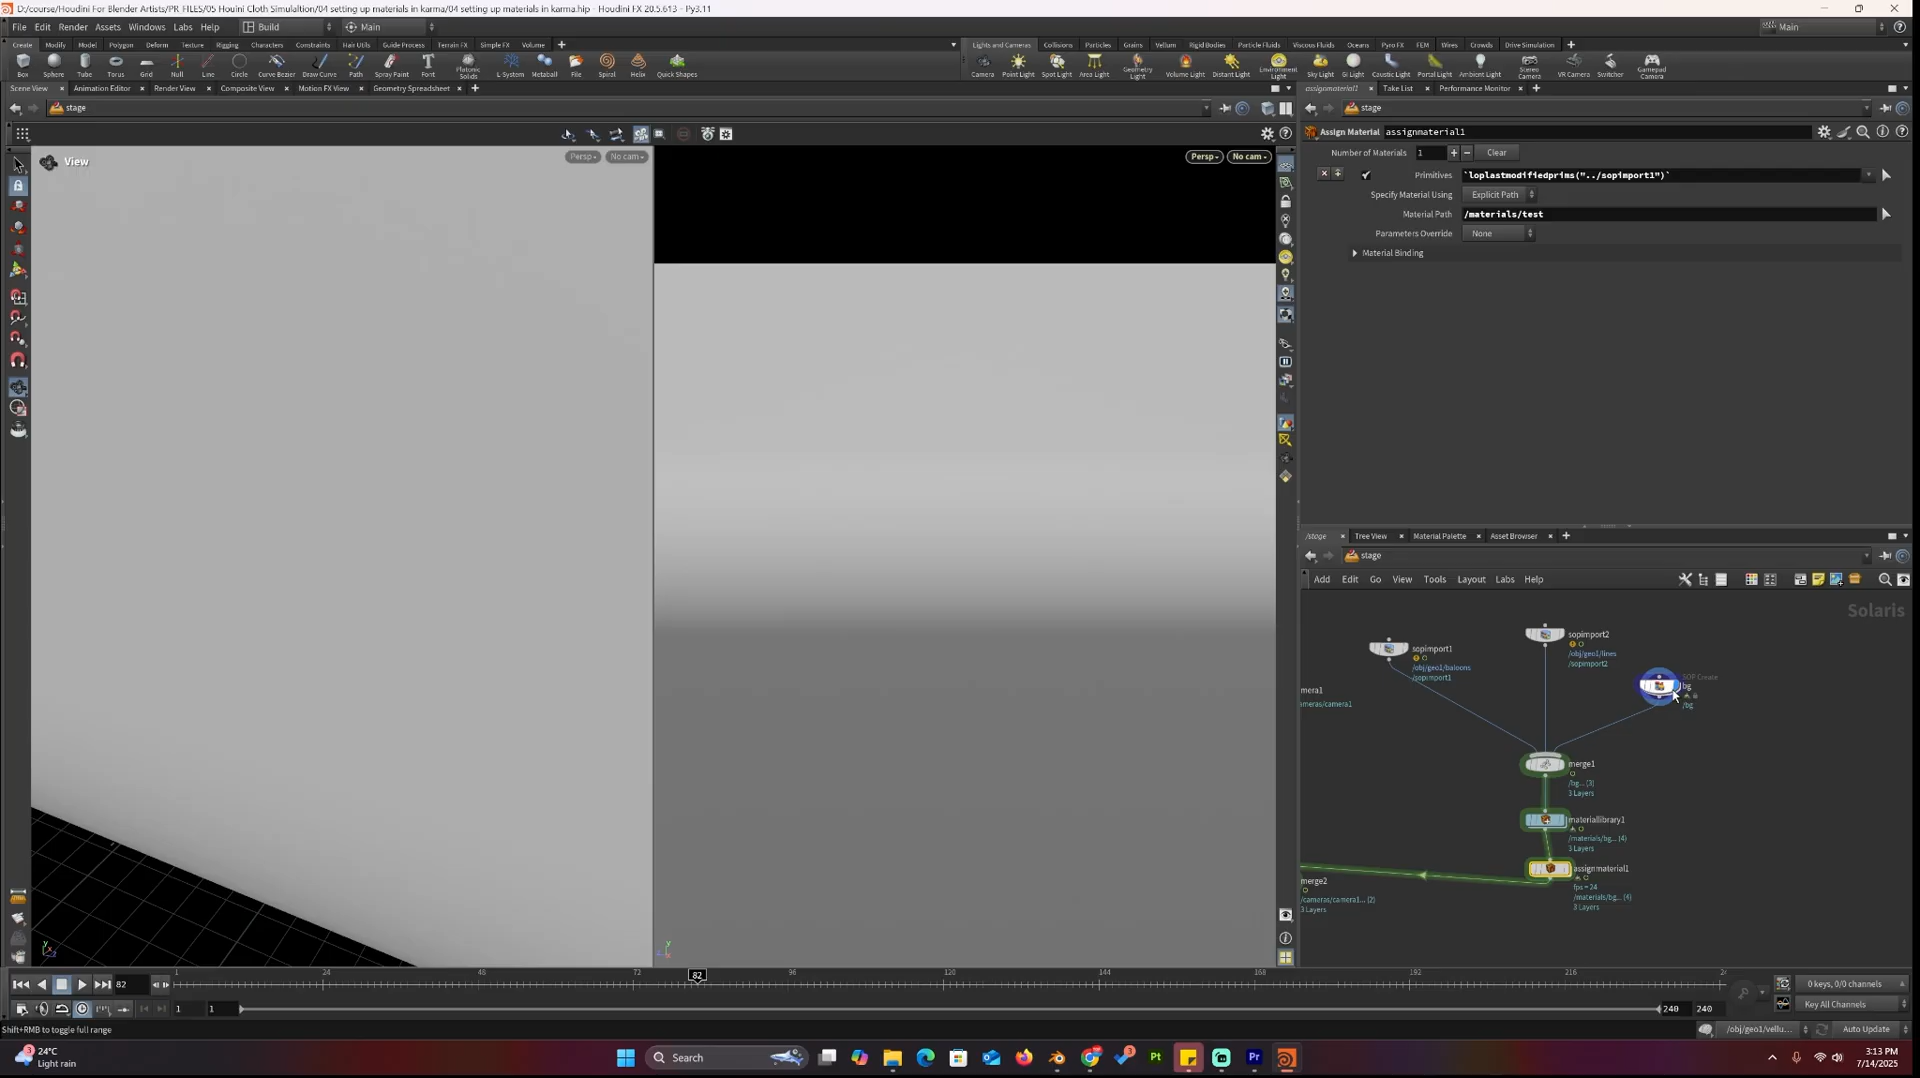 D:/course/Houdini For Blender Artists/PR FILES/05 Houini Cloth Simulaltion/04 setting up materials in karma/04 setting up materials in karma.hip - Houdini FX 20.5.613 - Py3.11
File Edit Render Assets Windows Labs Help Build Main Main
Create Modify Model Polygon Deform Texture Rigging Characters Constraints Hair Utils Guide Process Terrain FX Simple FX Volume
Lights and Cameras Collisions Particles Grains Vellum Rigid Bodies Particle Fluids Viscous Fluids Oceans Pyro FX FEM Wires Crowds Drive Simulation
Box Sphere Tube Torus Grid Null Line Circle Curve Bezier Draw Curve Path Spray Paint Font Platonic Solids L-System Metaball File Spiral Helix Quick Shapes
Camera Point Light Spot Light Area Light Geometry Light Volume Light Distant Light Environment Light Sky Light GI Light Caustic Light Portal Light Ambient Light Stereo Camera VR Camera Switcher Gamepad Camera
Scene View Animation Editor Render View Composite View Motion FX View Geometry Spreadsheet
assignmaterial1 Take List Performance Monitor
stage
stage
Assign Material assignmaterial1
View
Persp No cam
Persp No cam
Number of Materials 1 Clear
Primitives `loplastmodifiedprims("../sopimport1")`
Specify Material Using Explicit Path
Material Path /materials/test
Parameters Override None
Material Binding
/stage Tree View Material Palette Asset Browser
stage
Add Edit Go View Tools Layout Labs Help
Solaris
sopimport1
/obj/geo1/baloons
/sopimport1
sopimport2
/obj/geo1/lines
/sopimport2
SOP Create
bg
/bg
mera1
meras/camera1
merge1
/bg... (3)
3 Layers
materiallibrary1
/materials/bg... (4)
3 Layers
assignmaterial1
fps=24
/materials/bg... (4)
3 Layers
merge2
/cameras/camera1... (2)
3 Layers
82
1 24 48 72 82 96 120 144 168 192 216 24
0 keys, 0/0 channels
1 1 240 240
Key All Channels
Shift+RMB to toggle full range
/obj/geo1/vellu... Auto Update
3
24°C
Light rain
Search
3
Pt
Pr
3:13 PM
7/14/2025